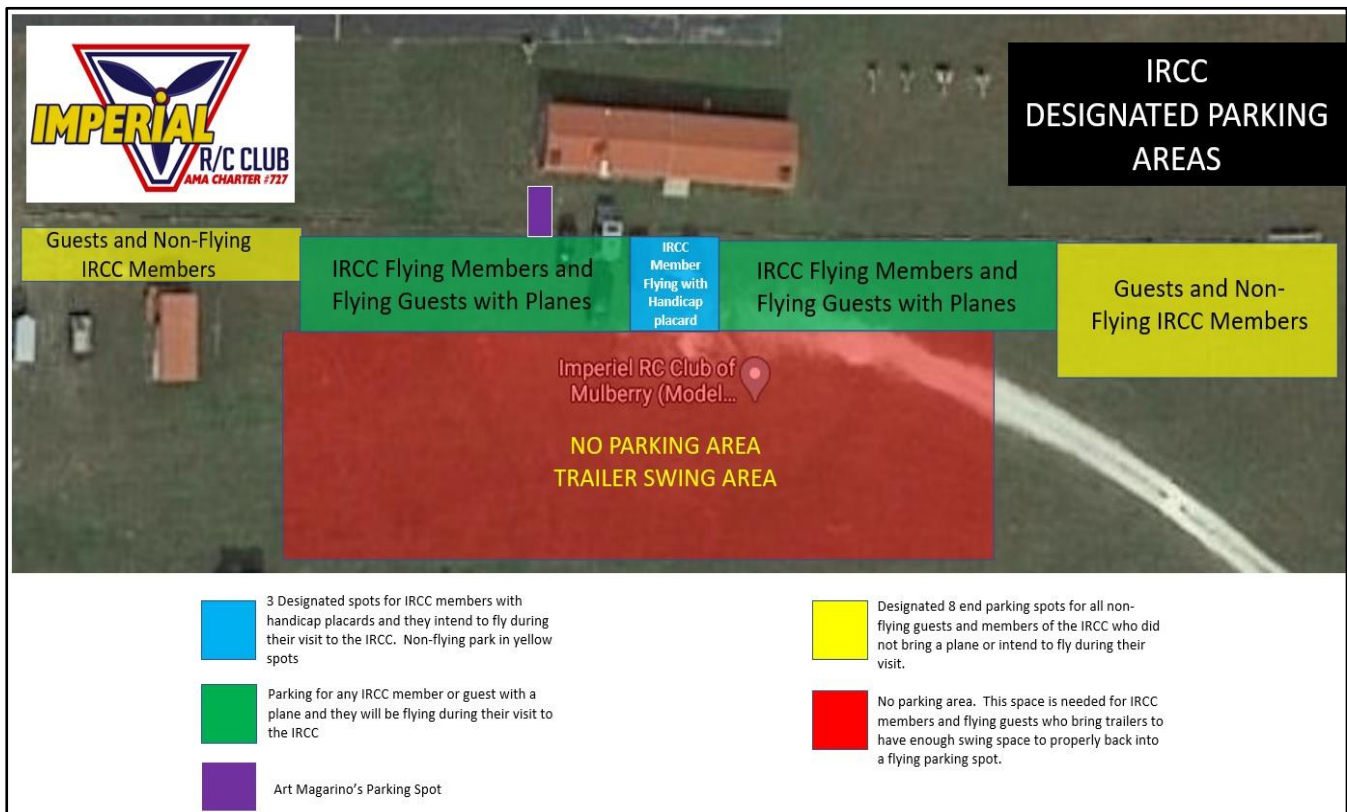 IMPERIAL
R/C CLUB
AMA CHARTER #727
IRCC
DESIGNATED PARKING
AREAS
Guests and Non-Flying
IRCC Members
IRCC Flying Members and
Flying Guests with Planes
IRCC
Member
Flying with
Handicap
placard
IRCC Flying Members and
Flying Guests with Planes
Guests and Non-
Flying IRCC Members
Imperiel RC Club of
Mulberry (Model...
NO PARKING AREA
TRAILER SWING AREA
3 Designated spots for IRCC members with
handicap placards and they intend to fly during
their visit to the IRCC.  Non-flying park in yellow
spots
Parking for any IRCC member or guest with a
plane and they will be flying during their visit to
the IRCC
Art Magarino's Parking Spot
Designated 8 end parking spots for all non-
flying guests and members of the IRCC who did
not bring a plane or intend to fly during their
visit.
No parking area.  This space is needed for IRCC
members and flying guests who bring trailers to
have enough swing space to properly back into
a flying parking spot.